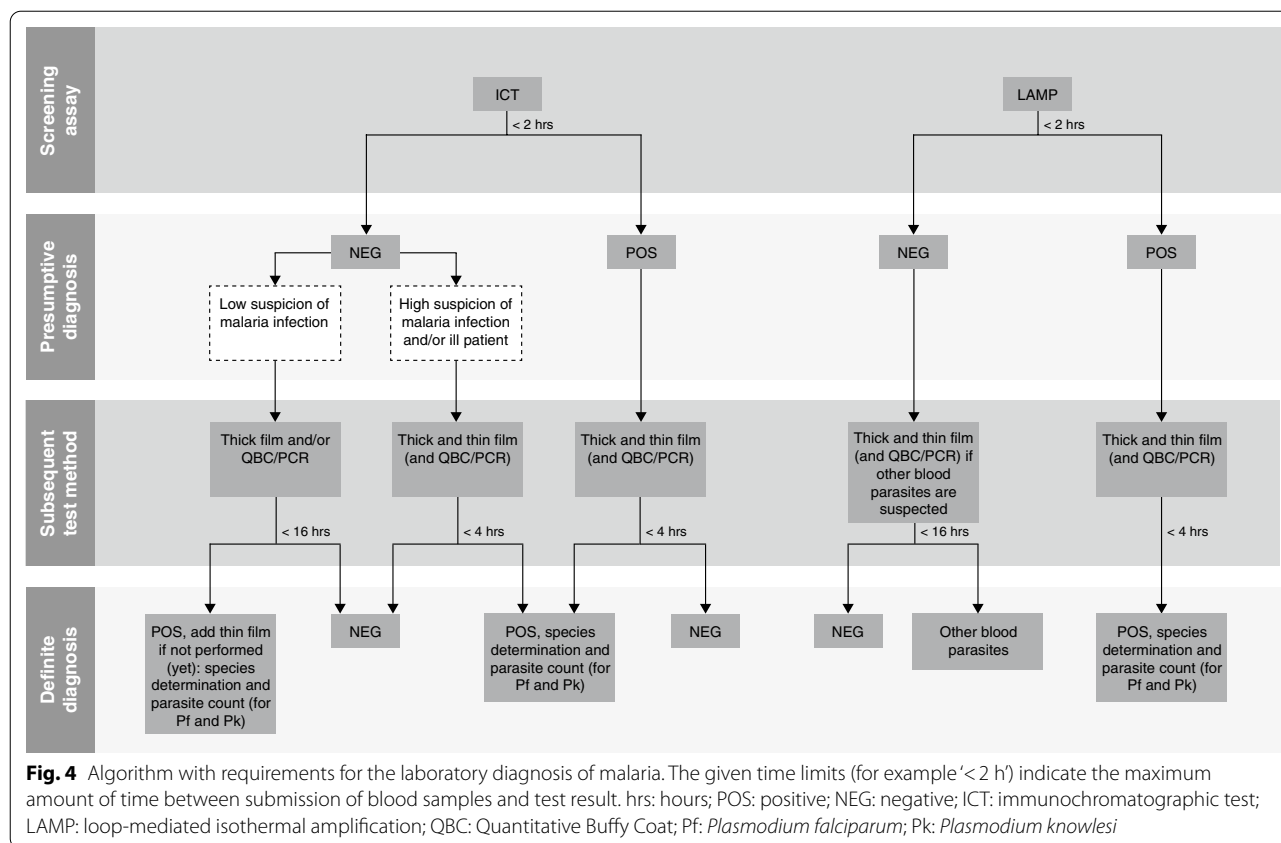 Screening
assay
ICT
LAMP
< 2 hrs
< 2 hrs
Presumptive
diagnosis
NEG
POS
NEG
POS
Low suspicion of
malaria infection
High suspicion of
malaria infection
and/or ill patient
Subsequent
test method
Thick film and/or
QBC/PCR
Thick and thin film
(and QBC/PCR)
Thick and thin film
(and QBC/PCR)
Thick and thin film
(and QBC/PCR) if
other blood
parasites are
suspected
Thick and thin film
(and QBC/PCR)
< 16 hrs
< 4 hrs
< 4 hrs
< 16 hrs
< 4 hrs
Definite
diagnosis
POS, add thin film
if not performed
(yet): species
determination and
parasite count (for
Pf and Pk)
NEG
POS, species
determination and
parasite count (for
Pf and Pk)
NEG
NEG
Other blood
parasites
POS, species
determination and
parasite count (for
Pf and Pk)
Fig. 4 Algorithm with requirements for the laboratory diagnosis of malaria. The given time limits (for example ‘< 2 h’) indicate the maximum
amount of time between submission of blood samples and test result. hrs: hours; POS: positive; NEG: negative; ICT: immunochromatographic test;
LAMP: loop-mediated isothermal amplification; QBC: Quantitative Buffy Coat; Pf: Plasmodium falciparum; Pk: Plasmodium knowlesi